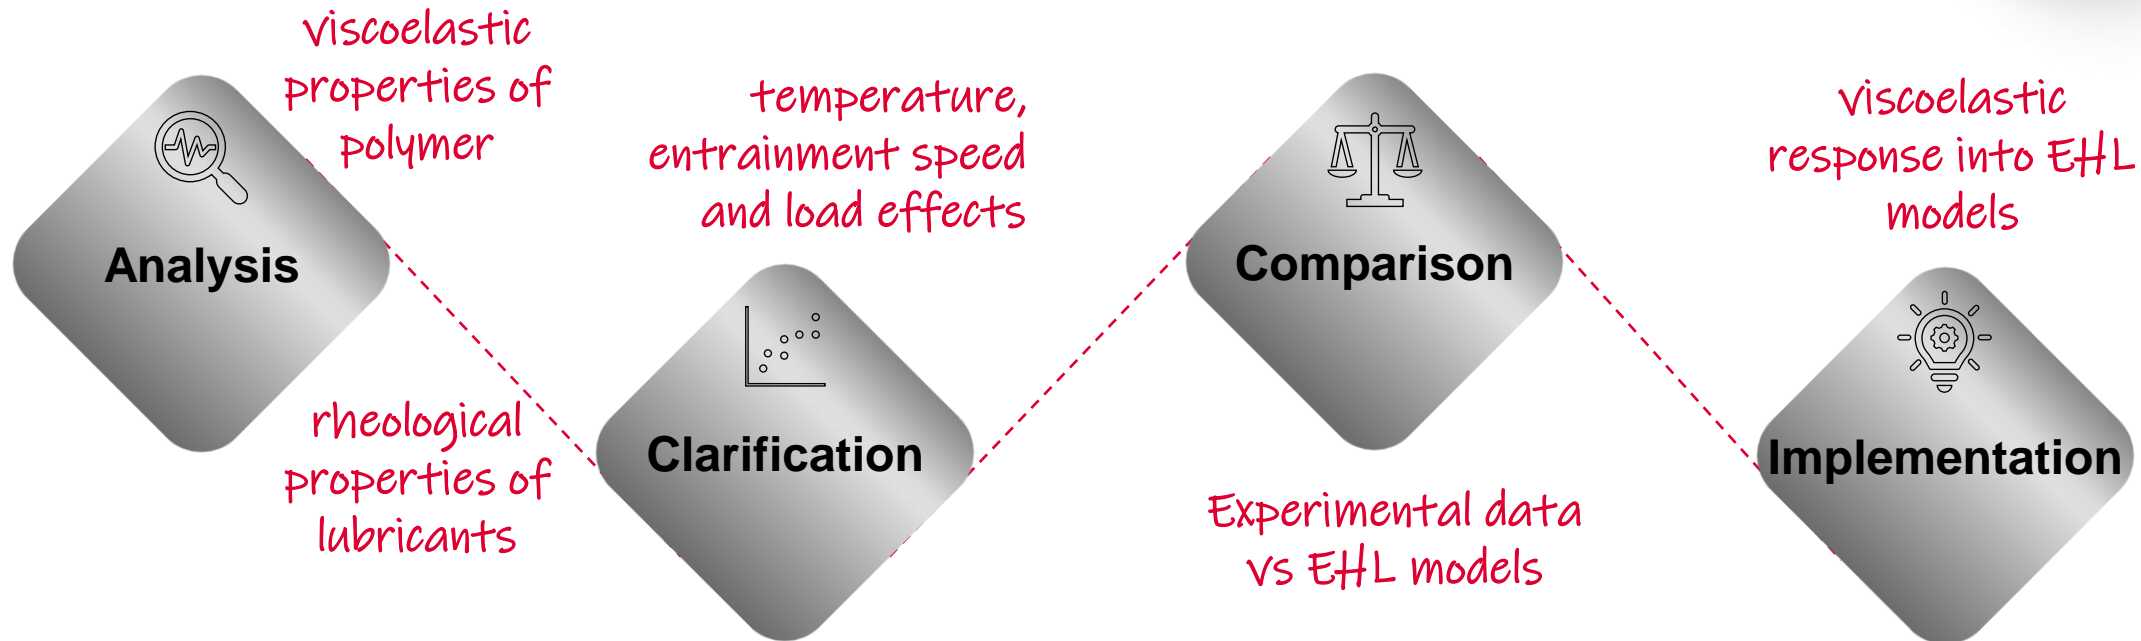 viscoelastic
properties of
polymer
Analysis
rheological
properties of
lubricants
temperature,
entrainment speed
and load effects
Clarification
Comparison
Experimental data
vs EHL models
viscoelastic
response into EHL
models
Implementation